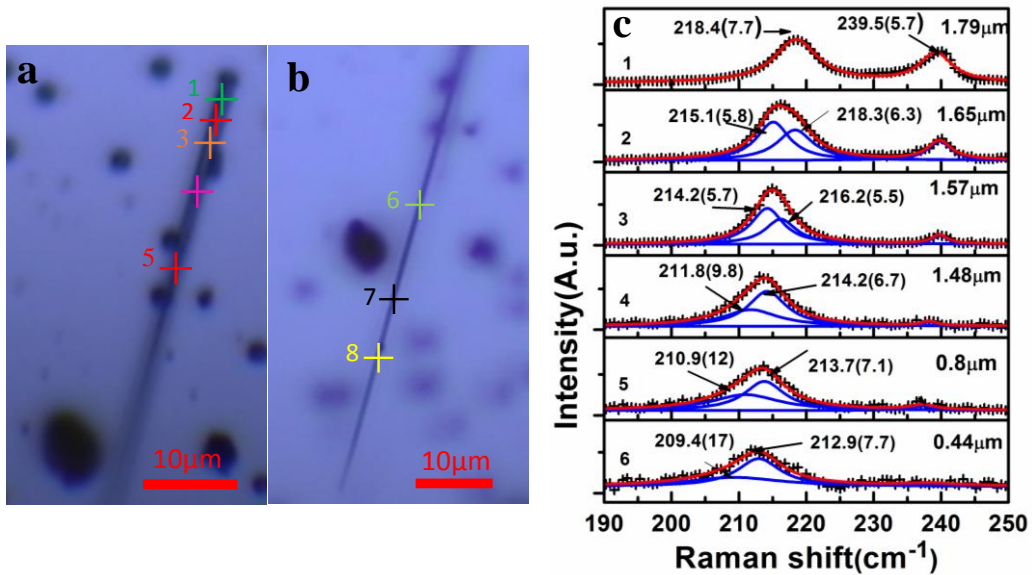 a
1
2
3
5
10μm
b
6
7
8
10μm
c
Intensity(A.u.)
218.4(7.7)
239.5(5.7)
1.79μm
1
215.1(5.8)
218.3(6.3)
1.65μm
2
214.2(5.7)
216.2(5.5)
1.57μm
3
211.8(9.8)
214.2(6.7)
1.48μm
4
210.9(12)
213.7(7.1)
0.8μm
5
209.4(17)
212.9(7.7)
0.44μm
6
190 200 210 220 230 240 250
Raman shift(cm⁻¹)